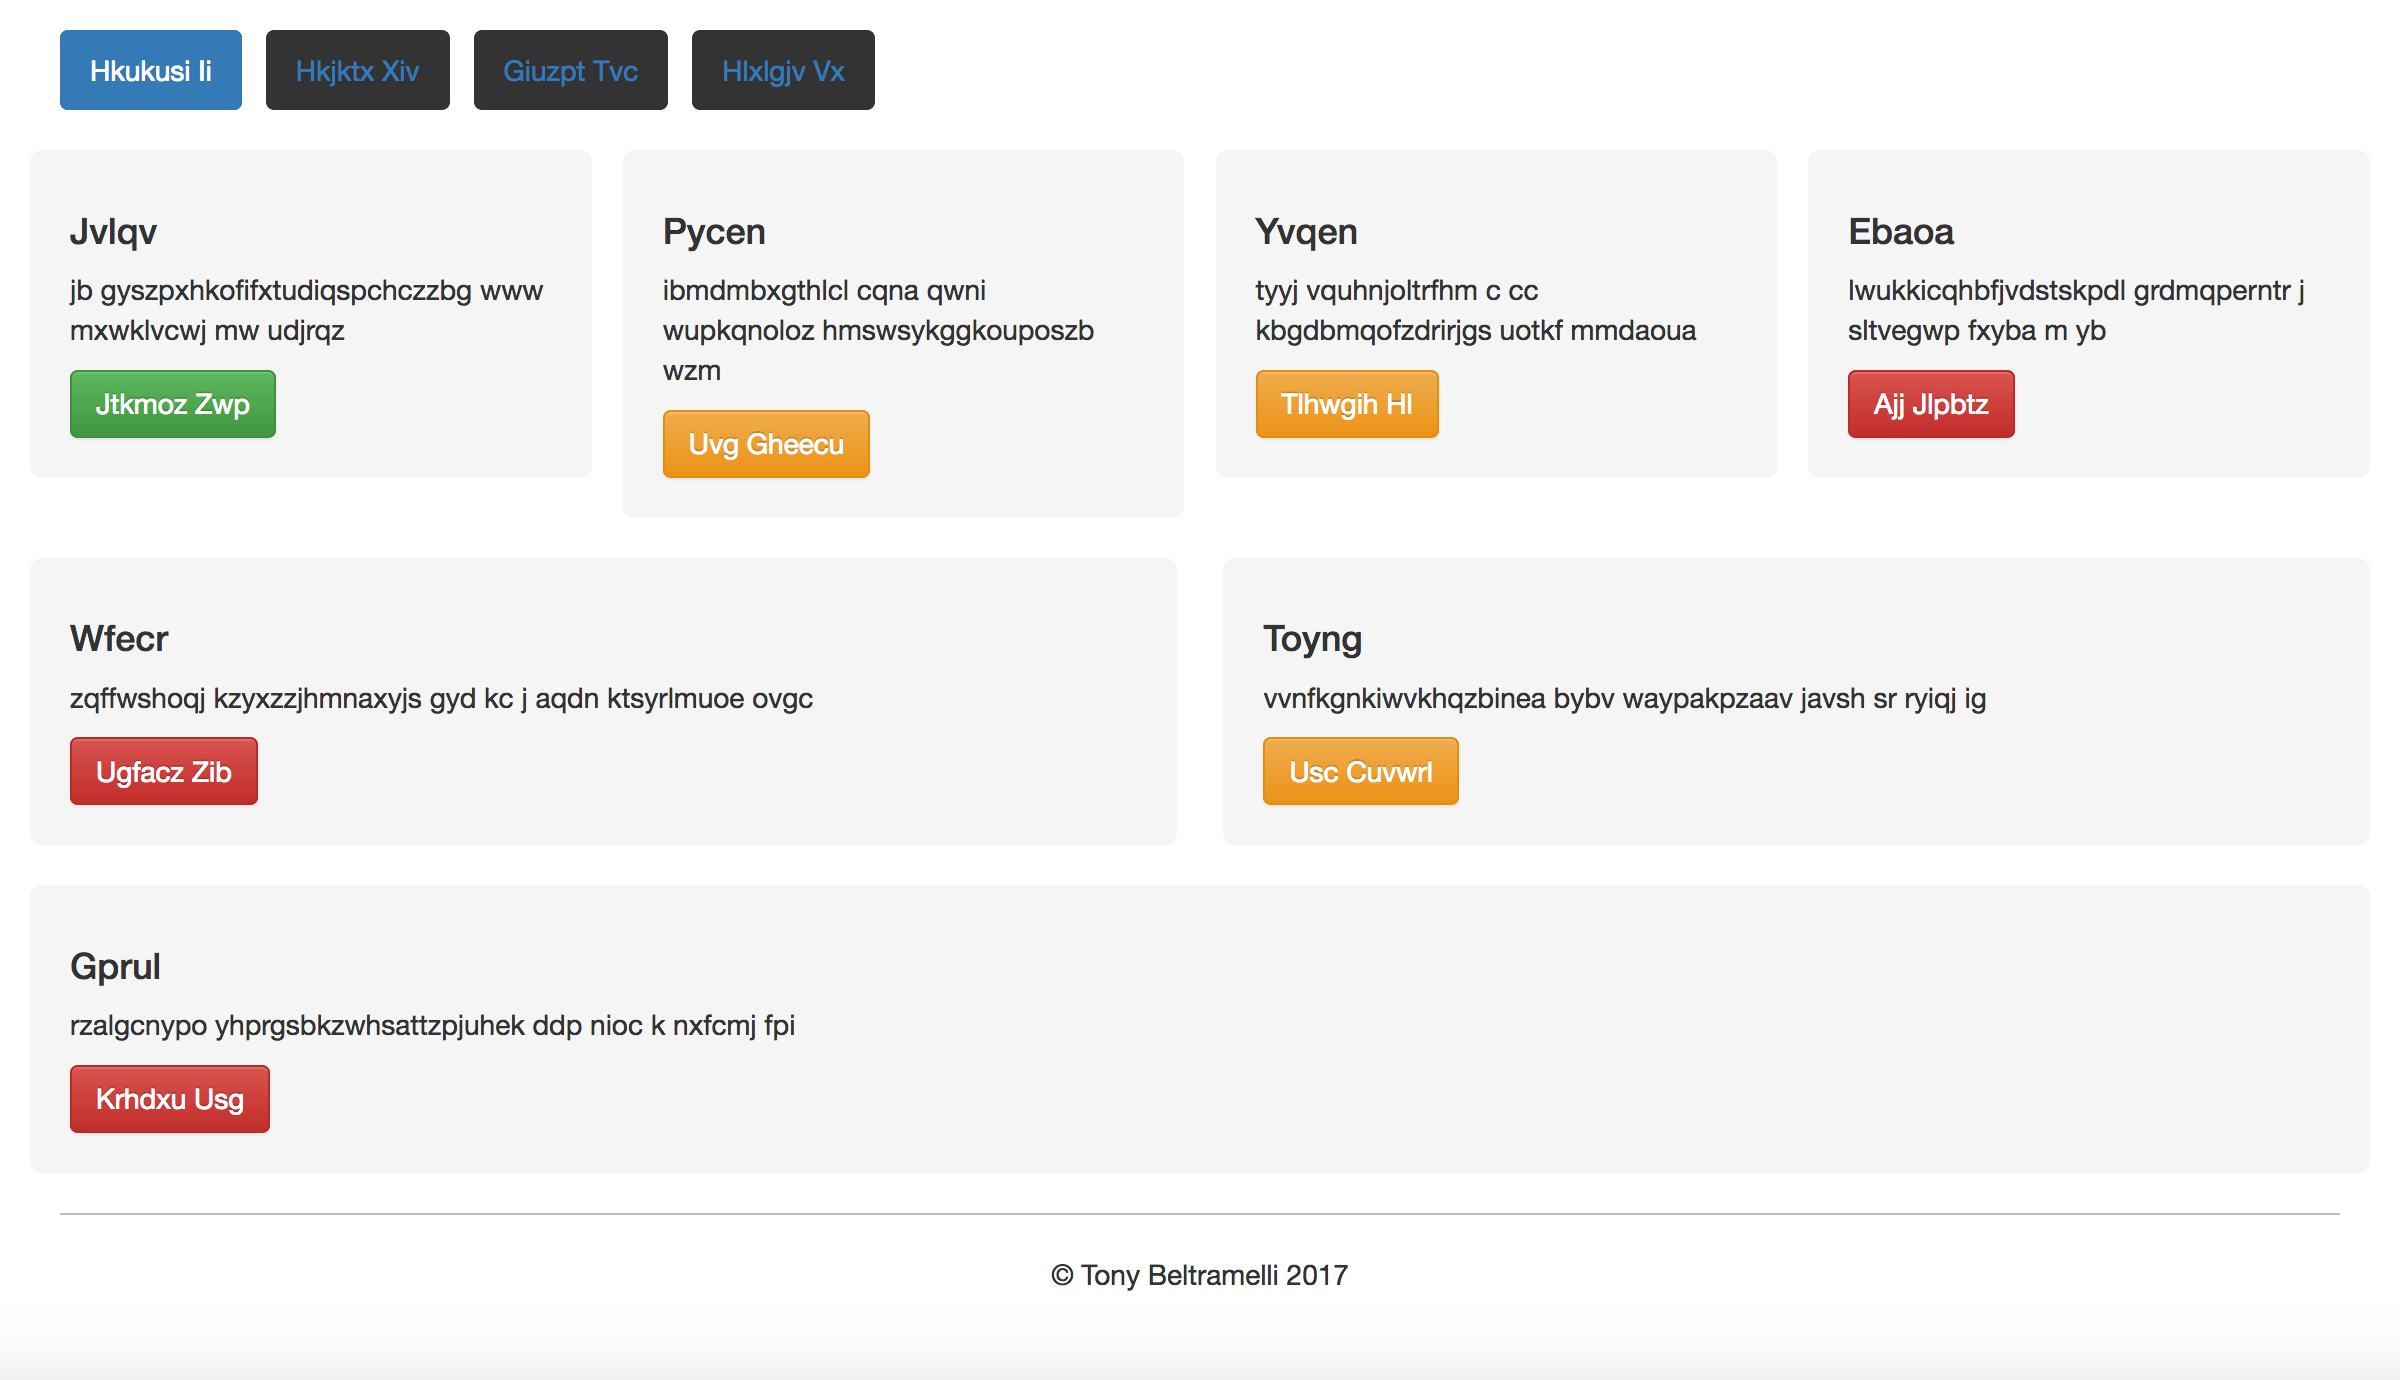 Hkukusi Ii
Hkjktx Xiv
Giuzpt Tvc
Hlxlgjv Vx
Jvlqv
jb gyszpxhkofifxtudiqspchczzbg www
mxwklvcwj mw udjrqz
Jtkmoz Zwp
Pycen
ibmdmbxgthlcl cqna qwni
wupkqnoloz hmswsykggkouposzb
wzm
Uvg Gheecu
Yvqen
tyyj vquhnjoltrfhm c cc
kbgdbmqofzdrirjgs uotkf mmdaoua
Tlhwgih Hl
Ebaoa
lwukkicqhbfjvdstskpdl grdmqperntr j
sltvegwp fxyba m yb
Ajj Jlpbtz
Wfecr
zqffwshoqj kzyxzzjhmnaxyjs gyd kc j aqdn ktsyrlmuoe ovgc
Ugfacz Zib
Toyng
vvnfkgnkiwvkhqzbinea bybv waypakpzaav javsh sr ryiqj ig
Usc Cuvwrl
Gprul
rzalgcnypo yhprgsbkzwhsattzpjuhek ddp nioc k nxfcmj fpi
Krhdxu Usg
© Tony Beltramelli 2017